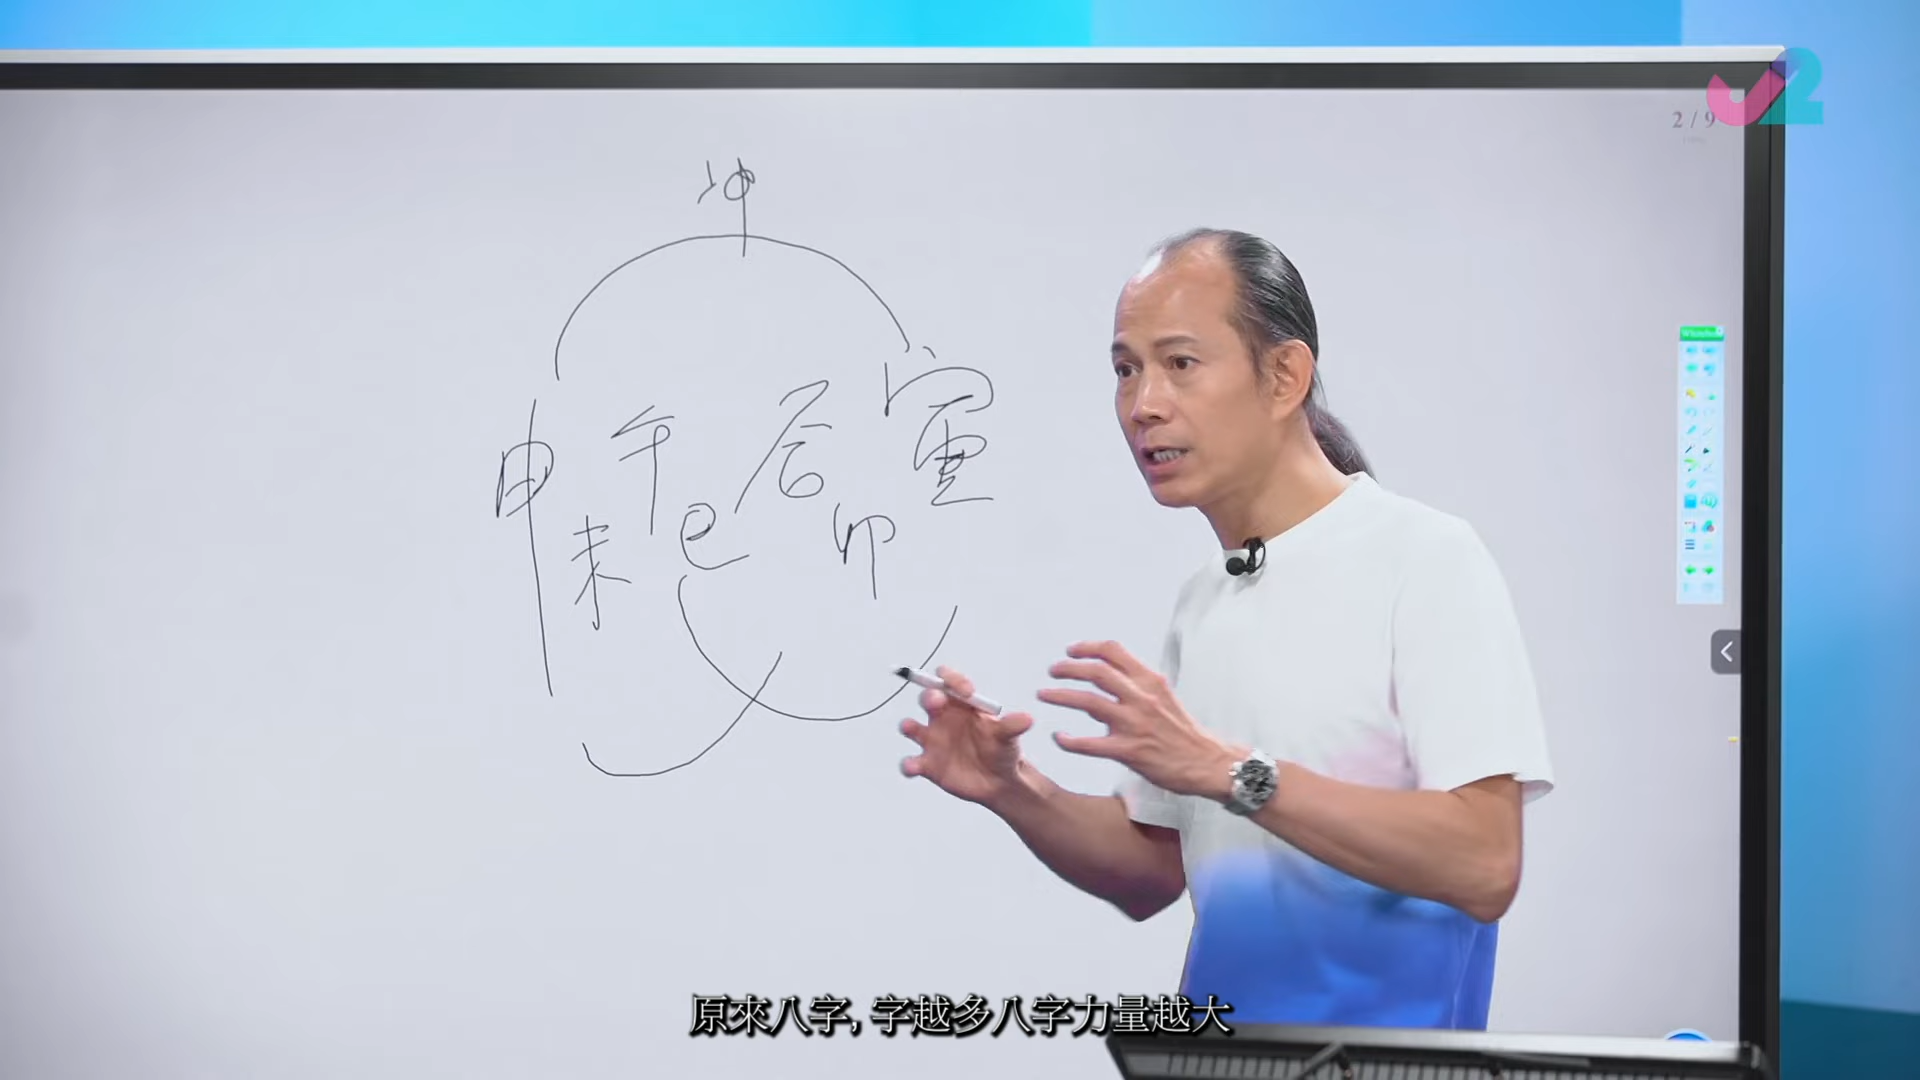 2 / 9
沖
申 午 辰 寅
未 巳 卯
原來八字, 字越多八字力量越大